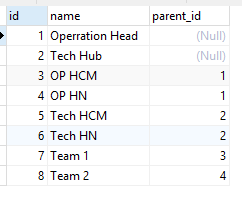 id name parent_id
1 Operration Head (Null)
2 Tech Hub (Null)
3 OP HCM 1
4 OP HN 1
5 Tech HCM 2
6 Tech HN 2
7 Team 1 3
8 Team 2 4